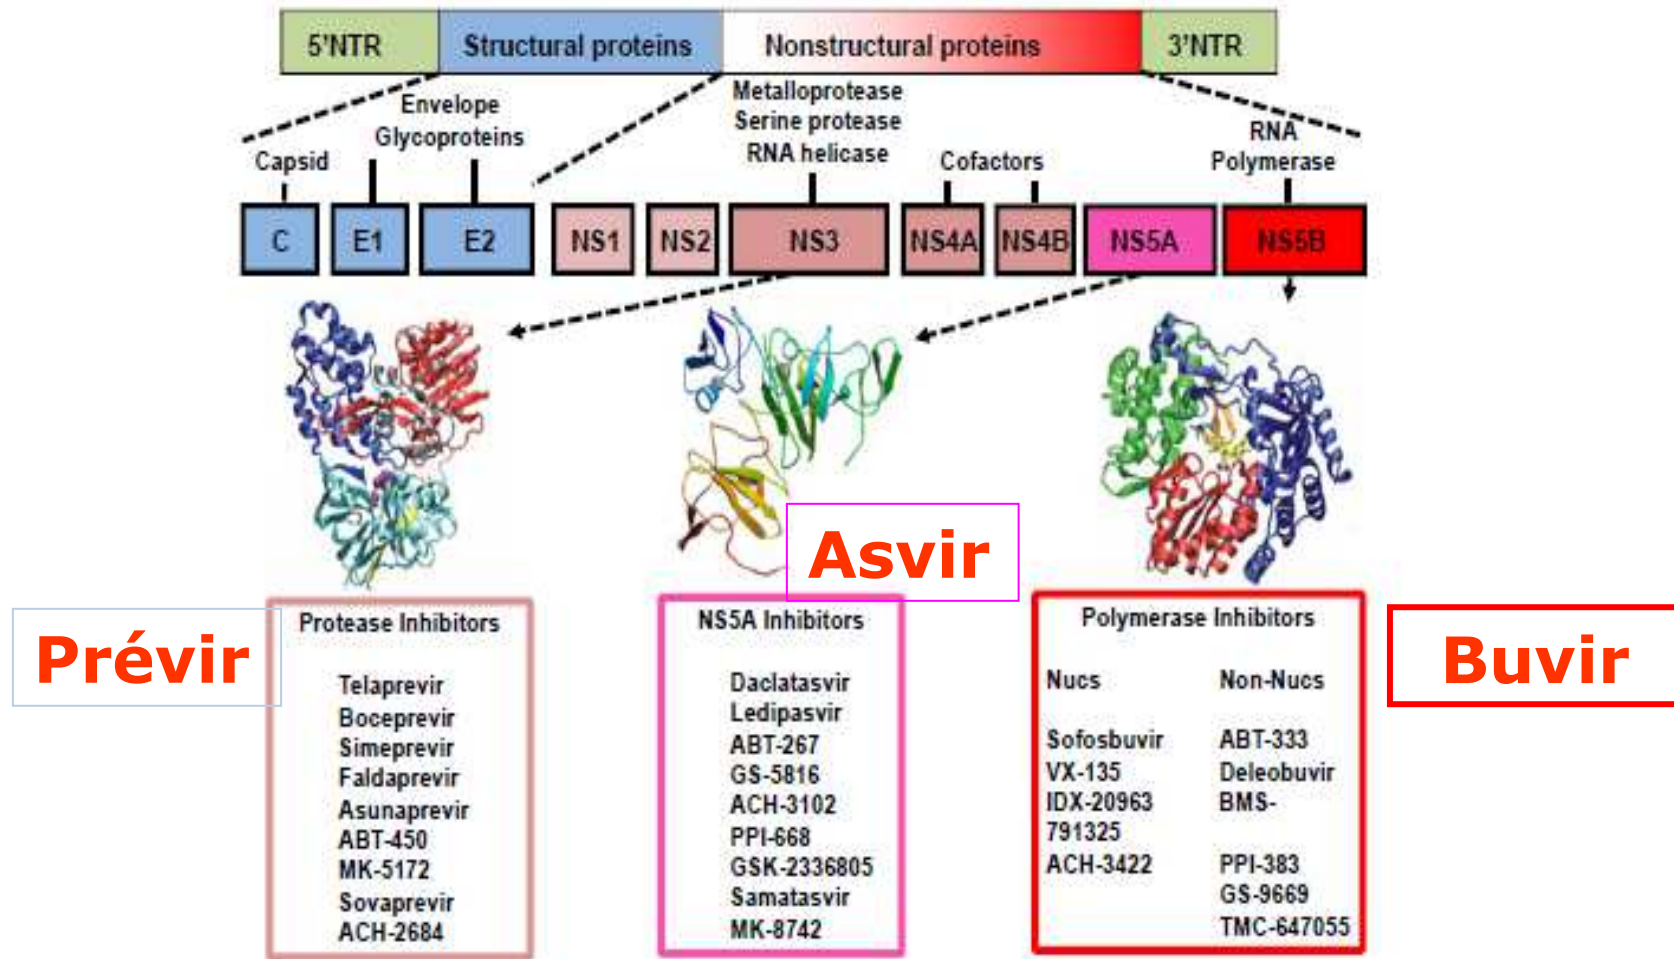 5'NTR Structural proteins Nonstructural proteins 3'NTR
Envelope
Glycoproteins
Capsid
Metalloprotease
Serine protease
RNA helicase
Cofactors
RNA
Polymerase
C E1 E2 NS1 NS2 NS3 NS4A NS4B NS5A NS5B
Prévir
Asvir
Buvir
Protease Inhibitors
Telaprevir
Boceprevir
Simeprevir
Faldaprevir
Asunaprevir
ABT-450
MK-5172
Sovaprevir
ACH-2684
NS5A Inhibitors
Daclatasvir
Ledipasvir
ABT-267
GS-5816
ACH-3102
PPI-668
GSK-2336805
Samatasvir
MK-8742
Polymerase Inhibitors
Nucs Non-Nucs
Sofosbuvir ABT-333
VX-135 Deleobuvir
IDX-20963 BMS-
791325
ACH-3422 PPI-383
GS-9669
TMC-647055